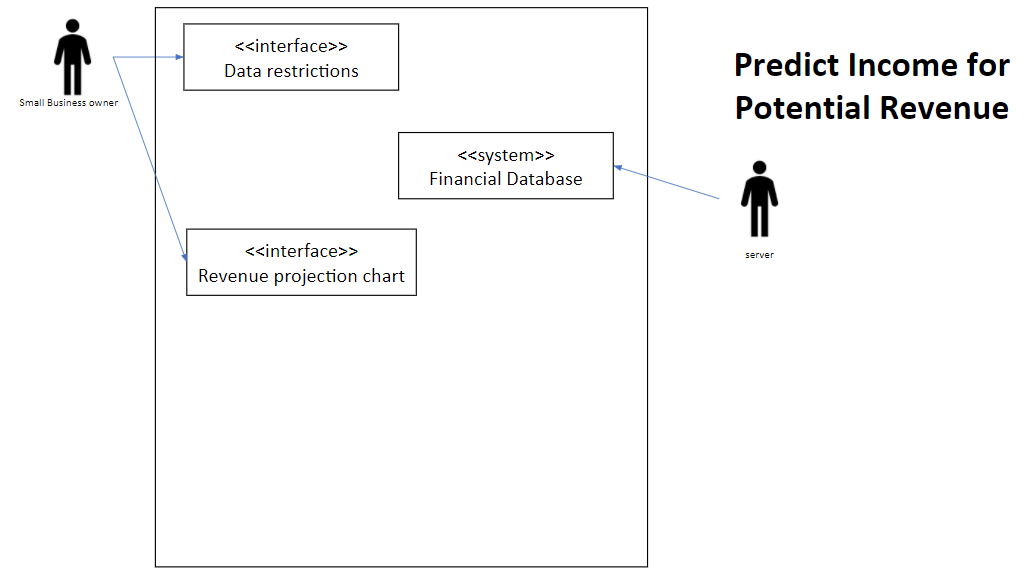 <<interface>>
Data restrictions
Small Business owner
Predict Income for
Potential Revenue
<<system>>
Financial Database
<<interface>>
Revenue projection chart
server